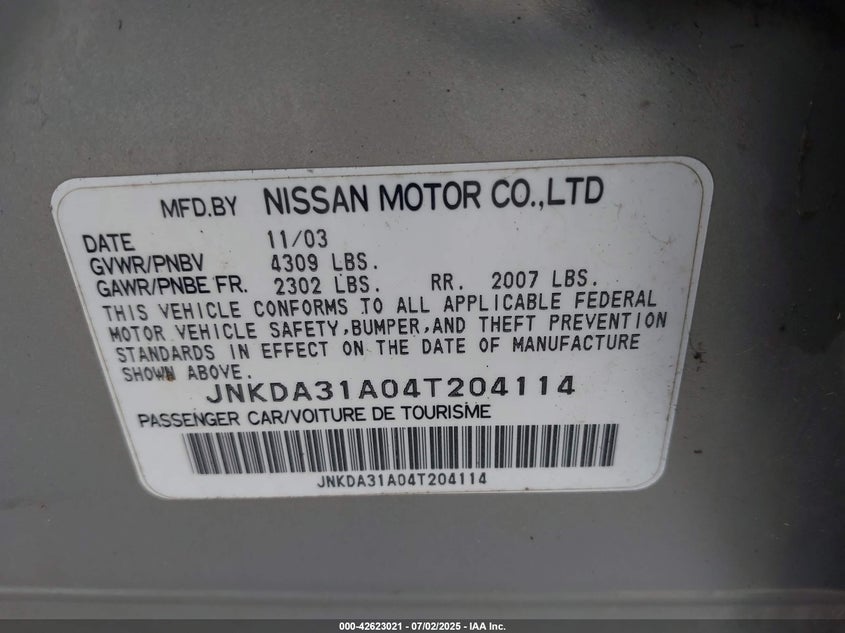 MFD.BY NISSAN MOTOR CO.,LTD
DATE 11/03
GVWR/PNBV 4309 LBS.
GAWR/PNBE FR. 2302 LBS. RR. 2007 LBS.
THIS VEHICLE CONFORMS TO ALL APPLICABLE FEDERAL
MOTOR VEHICLE SAFETY,BUMPER,AND THEFT PREVENTION
STANDARDS IN EFFECT ON THE DATE OF MANUFACTURE
SHOWN ABOVE.
JNKDA31A04T204114
PASSENGER CAR/VOITURE DE TOURISME
JNKDA31A04T204114
000-42623021 - 07/02/2025 - IAA Inc.